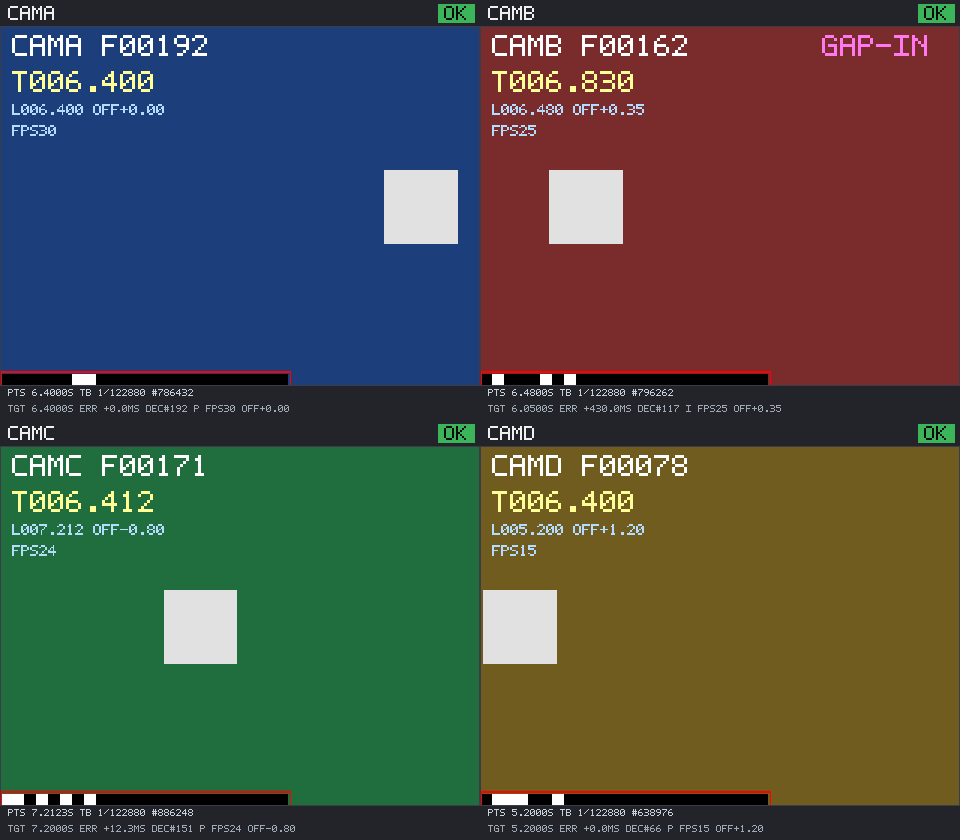 CAMA OK
CAMA F00192
T006.400
L006.400 OFF+0.00
FPS30
PTS 6.4000S TB 1/122880 #786432
TGT 6.4000S ERR +0.0MS DEC#192 P FPS30 OFF+0.00
CAMB OK
CAMB F00162 GAP-IN
T006.830
L006.480 OFF+0.35
FPS25
PTS 6.4800S TB 1/122880 #796262
TGT 6.0500S ERR +430.0MS DEC#117 I FPS25 OFF+0.35
CAMC OK
CAMC F00171
T006.412
L007.212 OFF-0.80
FPS24
PTS 7.2123S TB 1/122880 #886248
TGT 7.2000S ERR +12.3MS DEC#151 P FPS24 OFF-0.80
CAMD OK
CAMD F00078
T006.400
L005.200 OFF+1.20
FPS15
PTS 5.2000S TB 1/122880 #638976
TGT 5.2000S ERR +0.0MS DEC#66 P FPS15 OFF+1.20